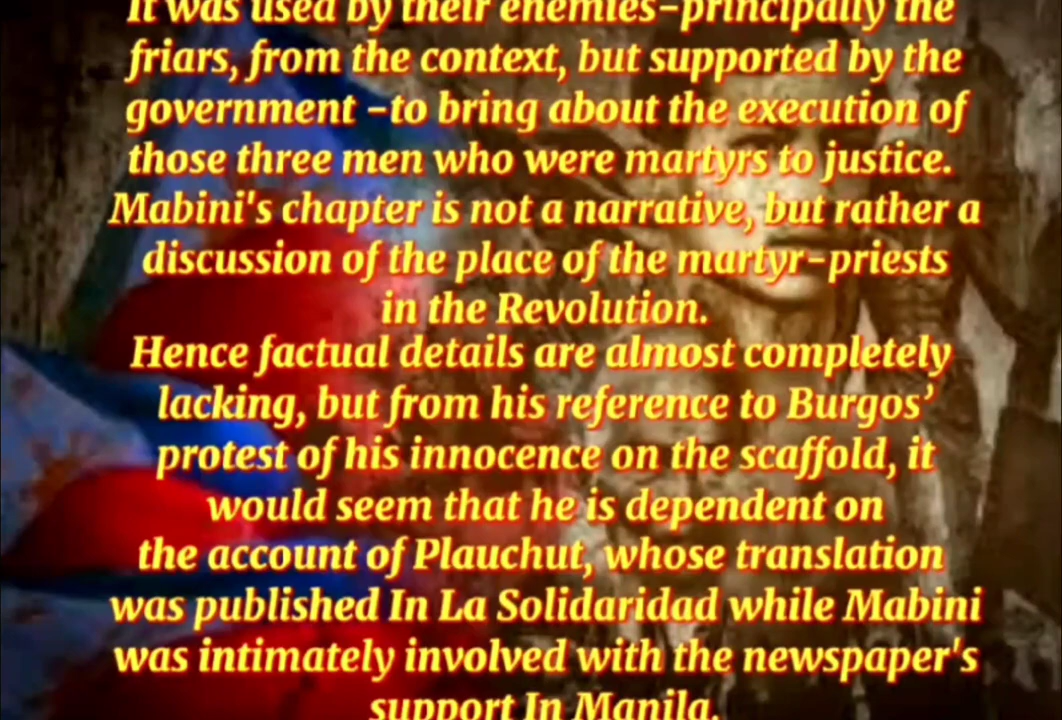 It was used by their enemies-principally the
friars, from the context, but supported by the
government -to bring about the execution of
those three men who were martyrs to justice.
Mabini's chapter is not a narrative, but rather a
discussion of the place of the martyr-priests
in the Revolution.
Hence factual details are almost completely
lacking, but from his reference to Burgos’
protest of his innocence on the scaffold, it
would seem that he is dependent on
the account of Plauchut, whose translation
was published In La Solidaridad while Mabini
was intimately involved with the newspaper's
support In Manila.